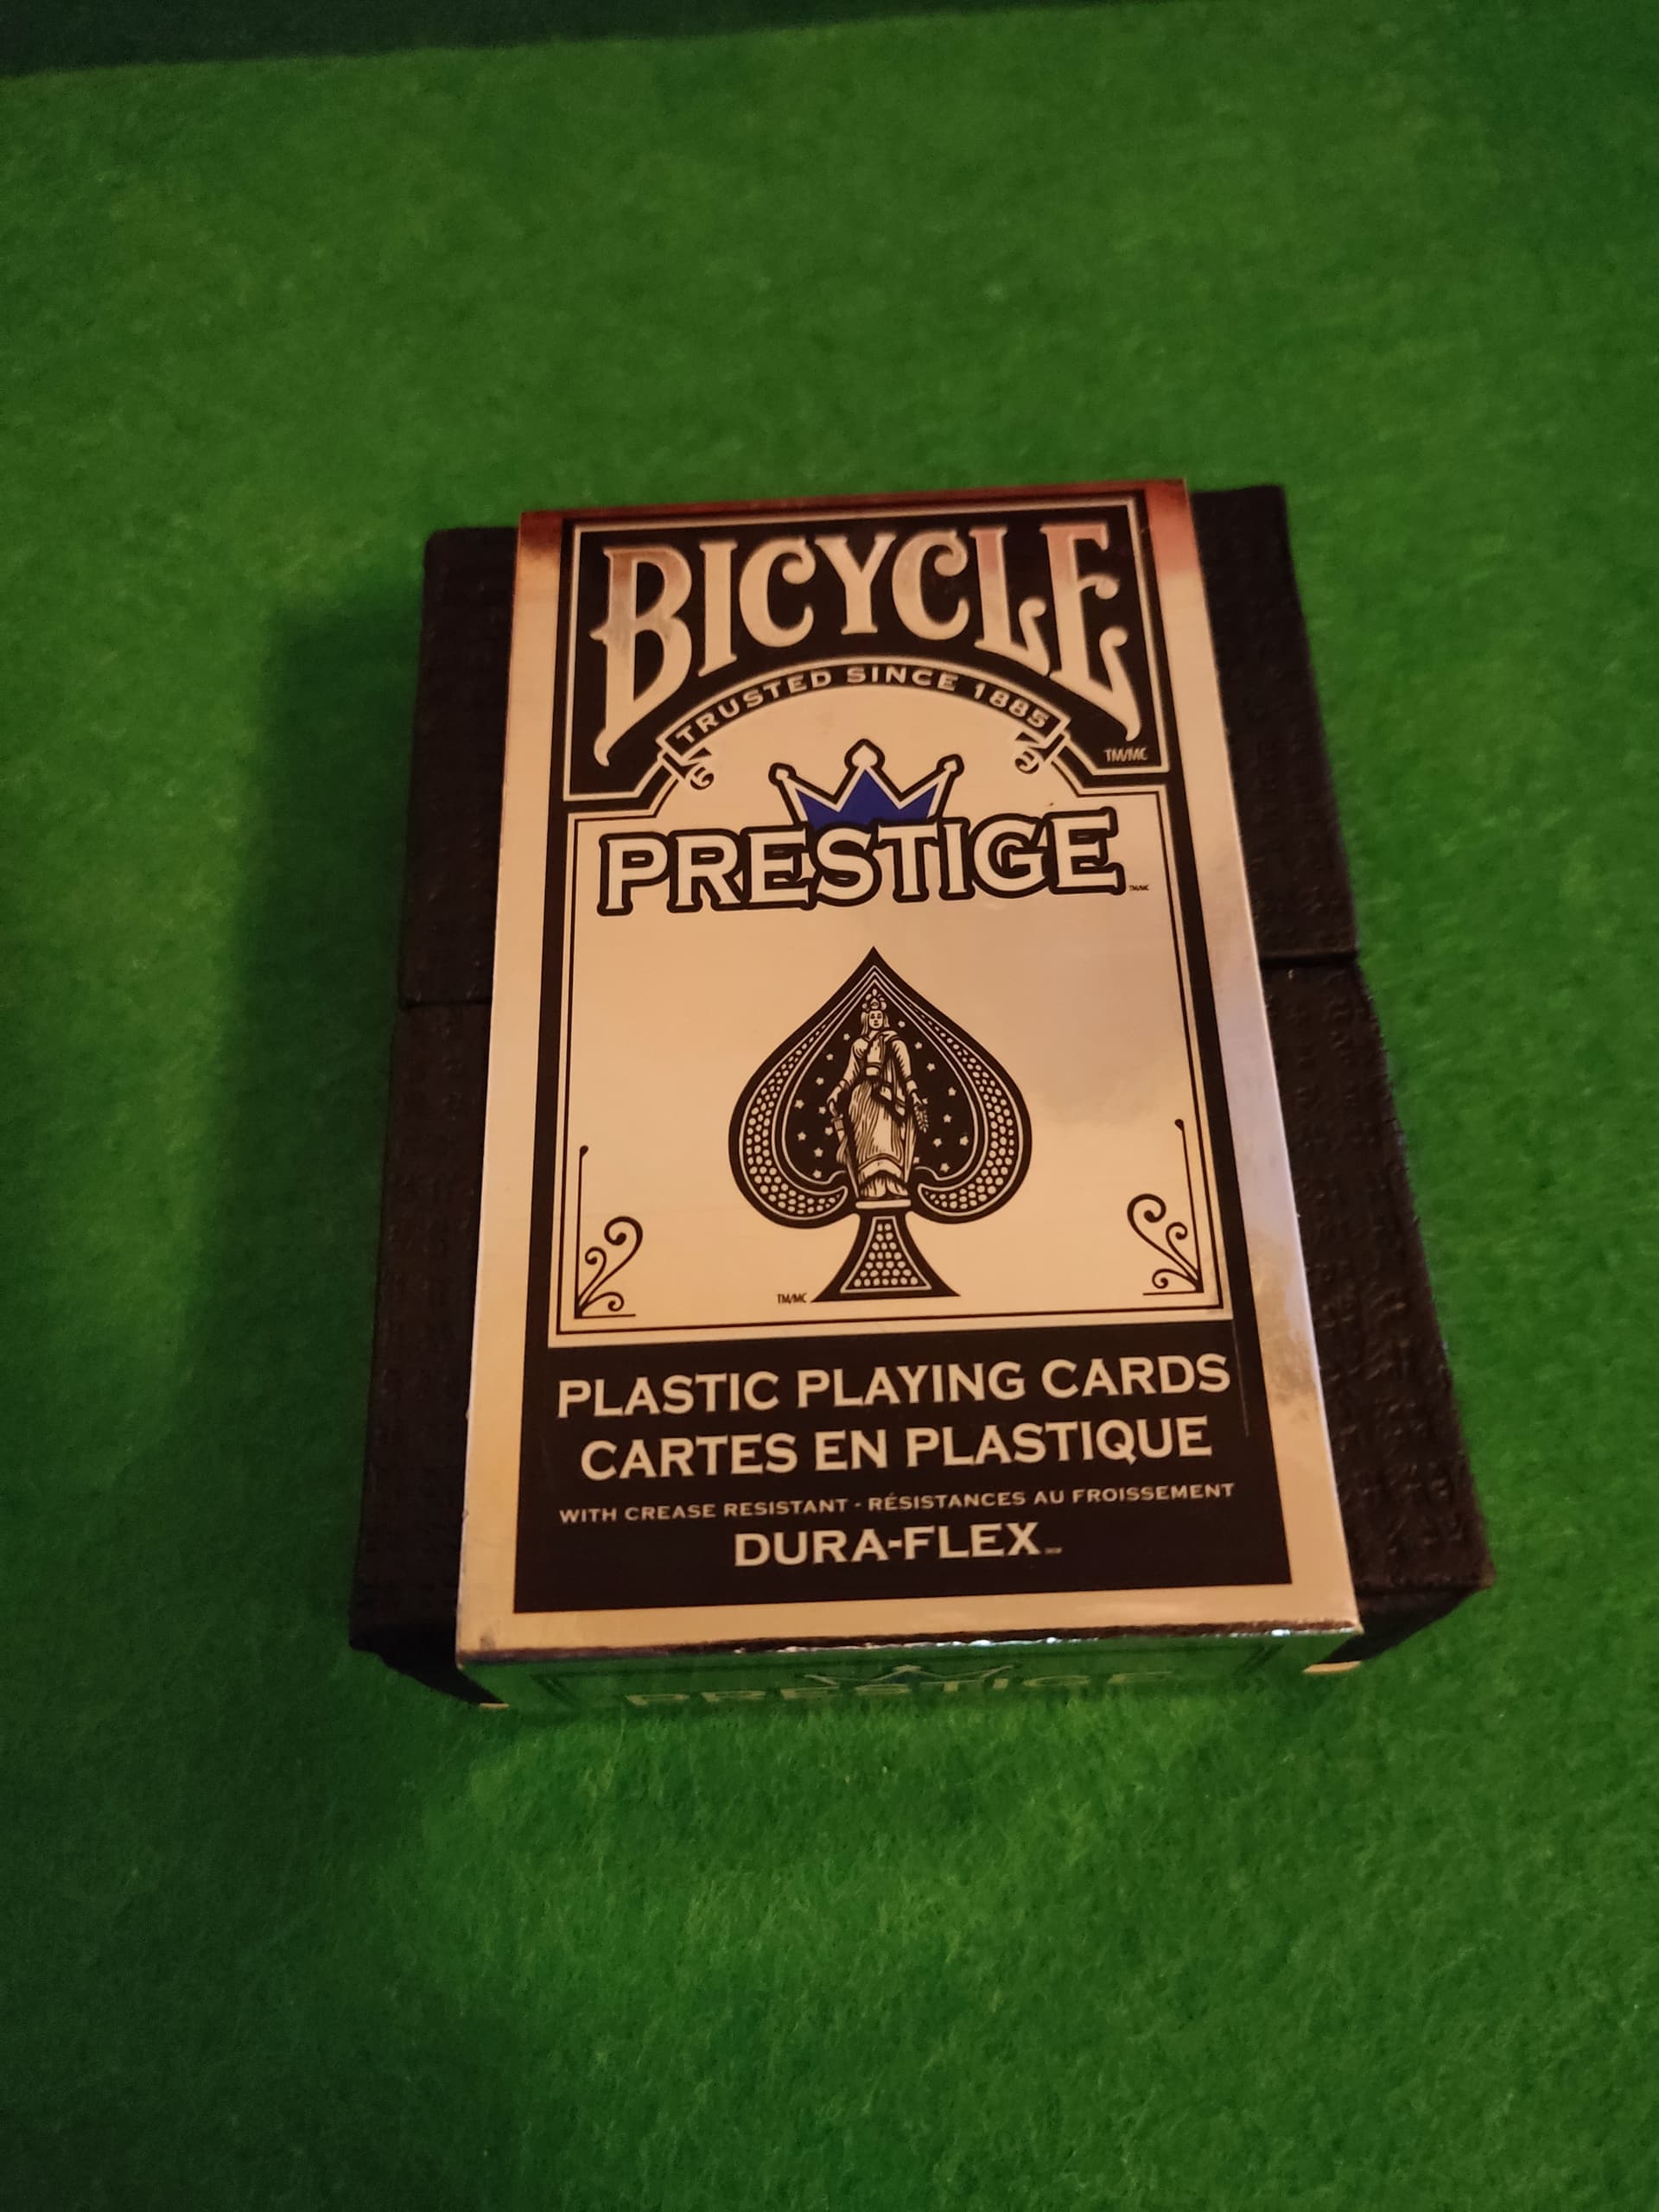 BICYCLE
TRUSTED SINCE 1885
TM/MC
PRESTIGE
TM/MC
TM/MC
PLASTIC PLAYING CARDS
CARTES EN PLASTIQUE
WITH CREASE RESISTANT - RÉSISTANCES AU FROISSEMENT
DURA-FLEX
PRESTIGE